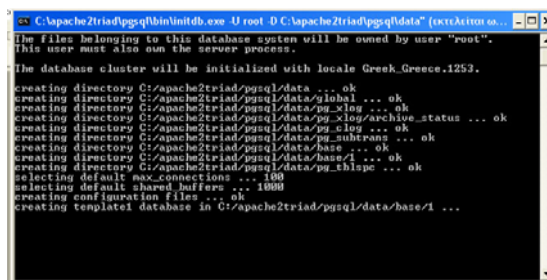 C:\apache2triad\pgsql\bin\initdb.exe -U root -D C:\apache2triad\pgsql\data" (εκτελείται ω...
The files belonging to this database system will be owned by user "root".
This user must also own the server process.
The database cluster will be initialized with locale Greek_Greece.1253.
creating directory C:/apache2triad/pgsql/data ... ok
creating directory C:/apache2triad/pgsql/data/global ... ok
creating directory C:/apache2triad/pgsql/data/pg_xlog ... ok
creating directory C:/apache2triad/pgsql/data/pg_xlog/archive_status ... ok
creating directory C:/apache2triad/pgsql/data/pg_clog ... ok
creating directory C:/apache2triad/pgsql/data/pg_subtrans ... ok
creating directory C:/apache2triad/pgsql/data/base ... ok
creating directory C:/apache2triad/pgsql/data/base/1 ... ok
creating directory C:/apache2triad/pgsql/data/pg_tblspc ... ok
selecting default max_connections ... 100
selecting default shared_buffers ... 1000
creating configuration files ... ok
creating template1 database in C:/apache2triad/pgsql/data/base/1 ...